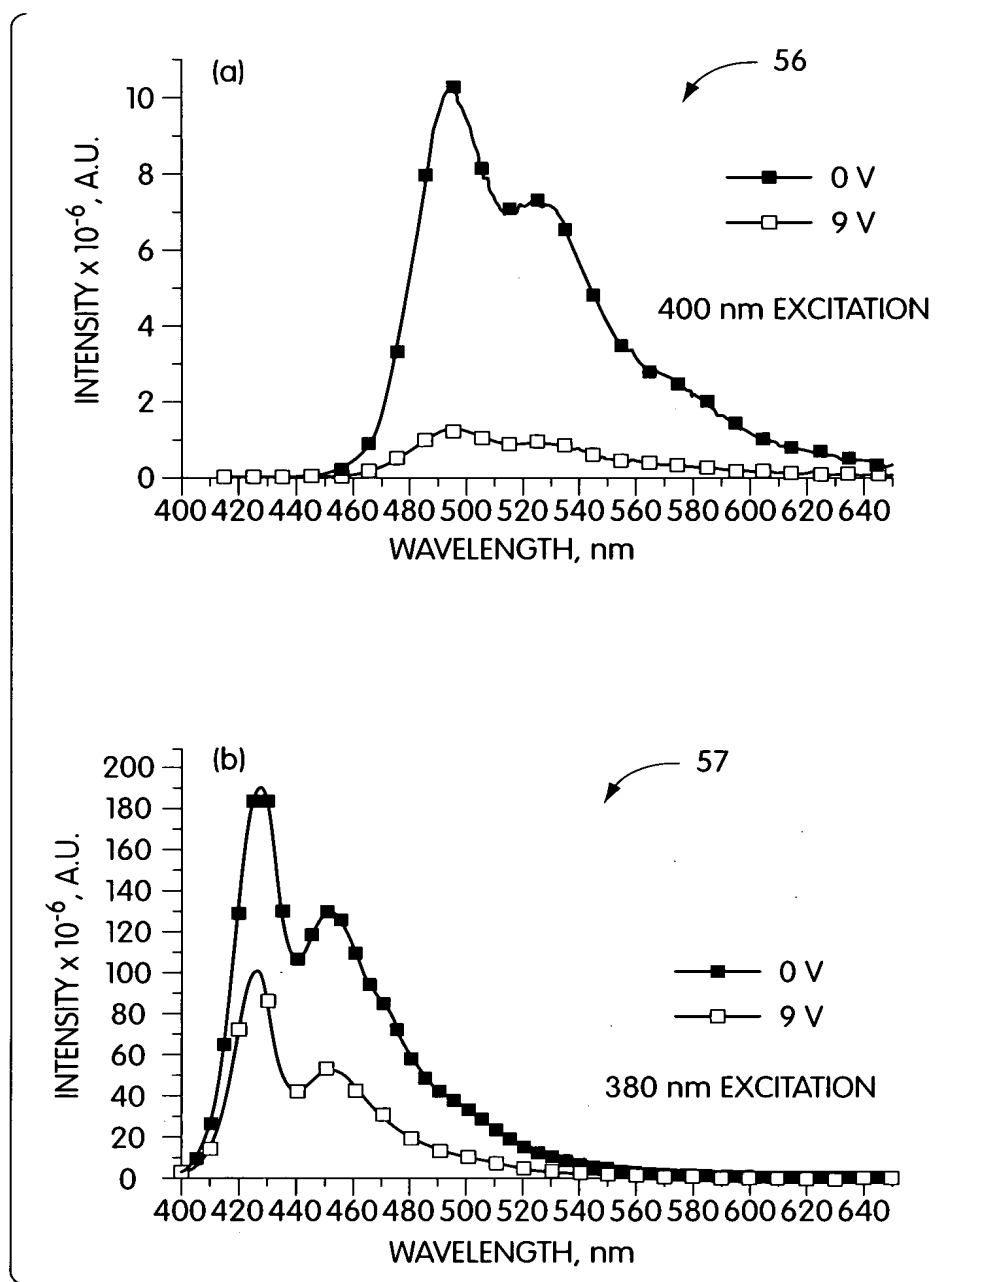 (a)
56
10
8
6
4
2
0
INTENSITY x 10⁻⁶, A.U.
0 V
9 V
400 nm EXCITATION
400 420 440 460 480 500 520 540 560 580 600 620 640
WAVELENGTH, nm
(b)
57
200
180
160
140
120
100
80
60
40
20
0
INTENSITY x 10⁻⁶, A.U.
0 V
9 V
380 nm EXCITATION
400 420 440 460 480 500 520 540 560 580 600 620 640
WAVELENGTH, nm